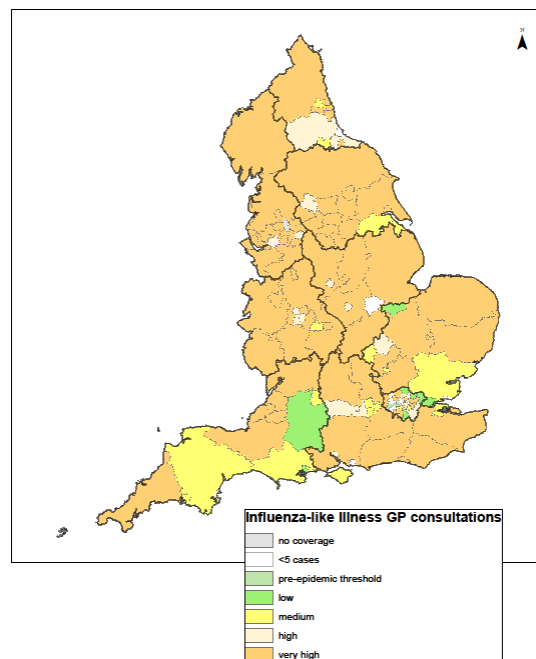 N
Influenza-like Illness GP consultations
no coverage
<5 cases
pre-epidemic threshold
low
medium
high
very high